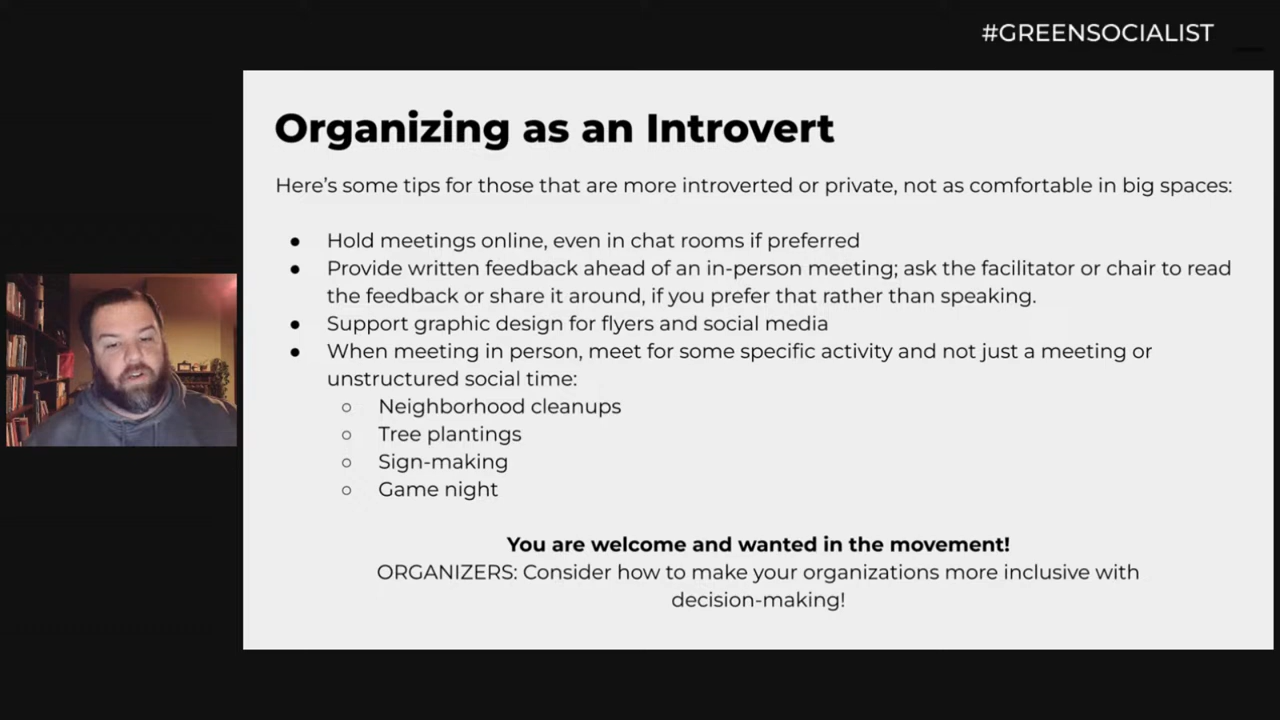 #GREENSOCIALIST
Organizing as an Introvert
Here's some tips for those that are more introverted or private, not as comfortable in big spaces:
● Hold meetings online, even in chat rooms if preferred
● Provide written feedback ahead of an in-person meeting; ask the facilitator or chair to read
the feedback or share it around, if you prefer that rather than speaking.
● Support graphic design for flyers and social media
● When meeting in person, meet for some specific activity and not just a meeting or
unstructured social time:
○ Neighborhood cleanups
○ Tree plantings
○ Sign-making
○ Game night
You are welcome and wanted in the movement!
ORGANIZERS: Consider how to make your organizations more inclusive with
decision-making!